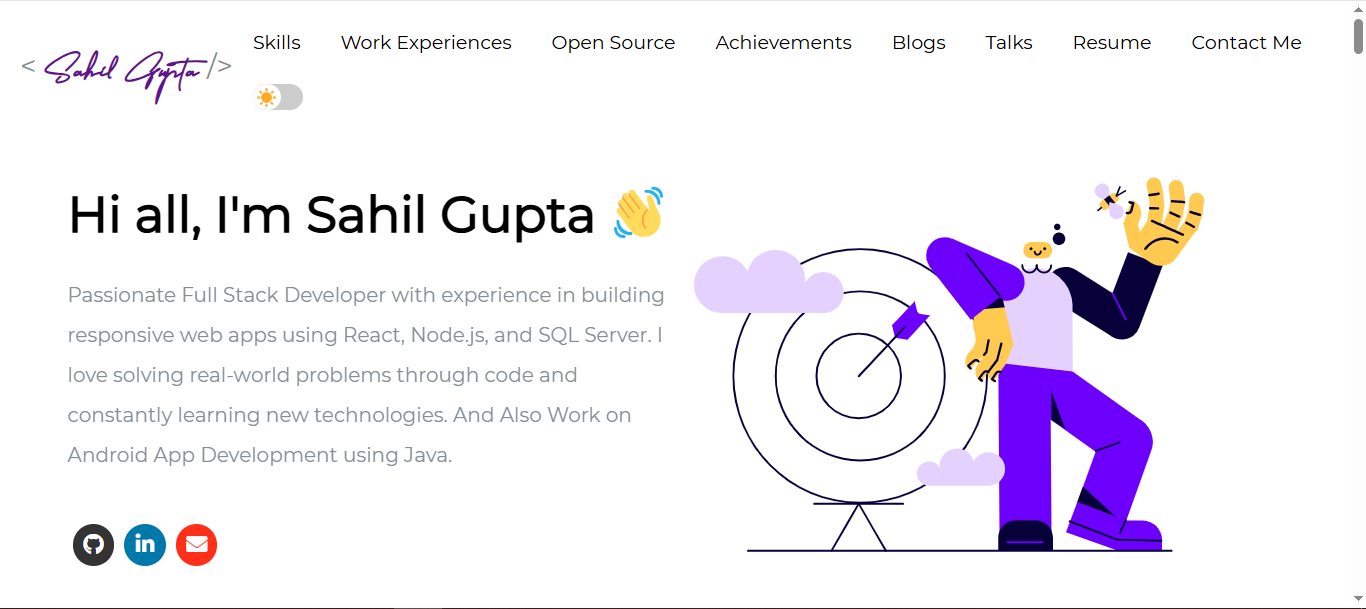 < Sahil Gupta />
Skills Work Experiences Open Source Achievements Blogs Talks Resume Contact Me
Hi all, I'm Sahil Gupta 👋
Passionate Full Stack Developer with experience in building
responsive web apps using React, Node.js, and SQL Server. I
love solving real-world problems through code and
constantly learning new technologies. And Also Work on
Android App Development using Java.
in